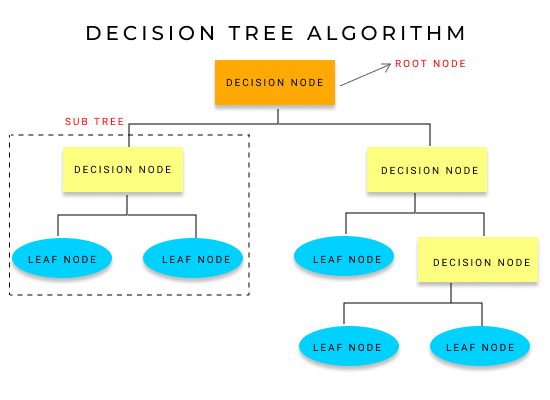 DECISION TREE ALGORITHM
DECISION NODE
ROOT NODE
SUB TREE
DECISION NODE
DECISION NODE
LEAF NODE
LEAF NODE
LEAF NODE
DECISION NODE
LEAF NODE
LEAF NODE